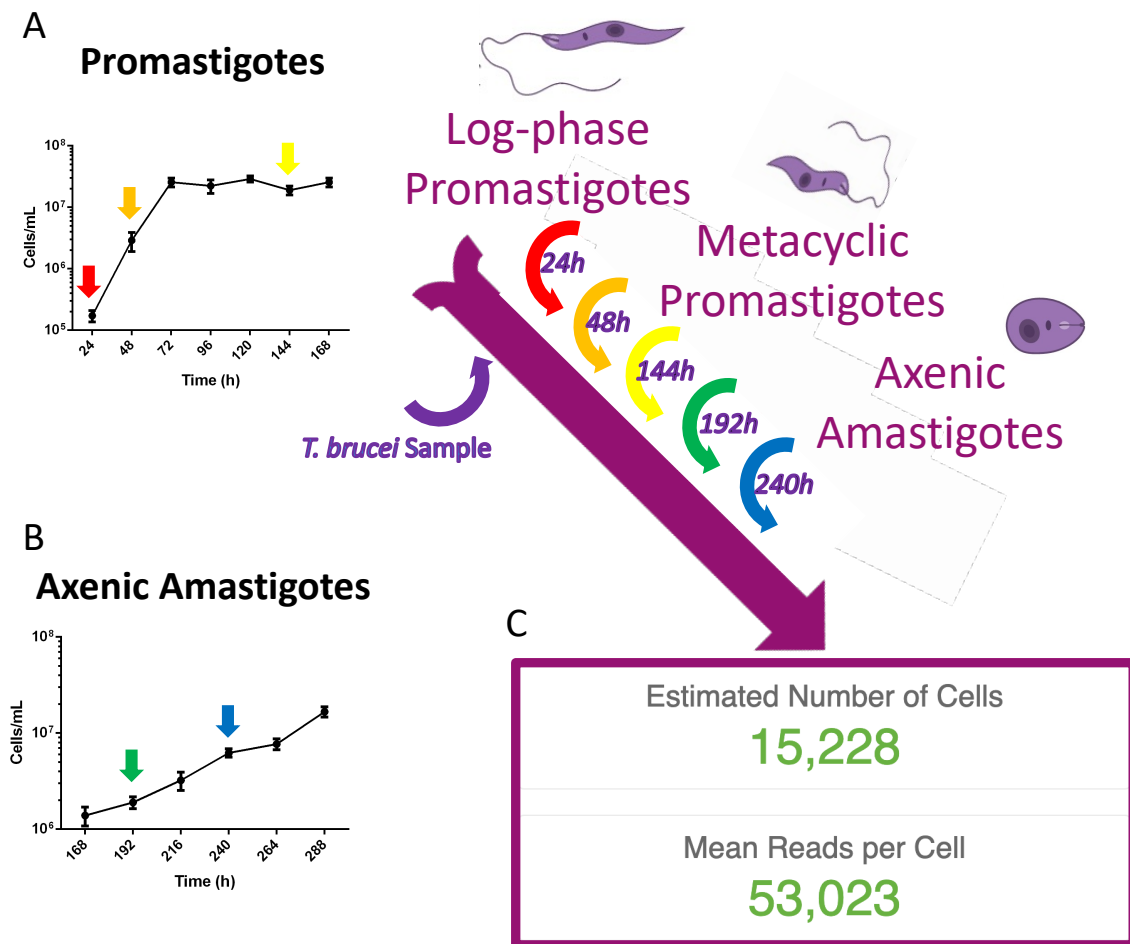 A
Promastigotes
10⁸
10⁷
10⁶
10⁵
Cells/mL
24
48
72
96
120
144
168
Time (h)
Log-phase
Promastigotes
Metacyclic
Promastigotes
Axenic
Amastigotes
24h
48h
144h
192h
240h
T. brucei Sample
B
Axenic Amastigotes
10⁸
10⁷
10⁶
Cells/mL
168
192
216
240
264
288
Time (h)
C
Estimated Number of Cells
15,228
Mean Reads per Cell
53,023